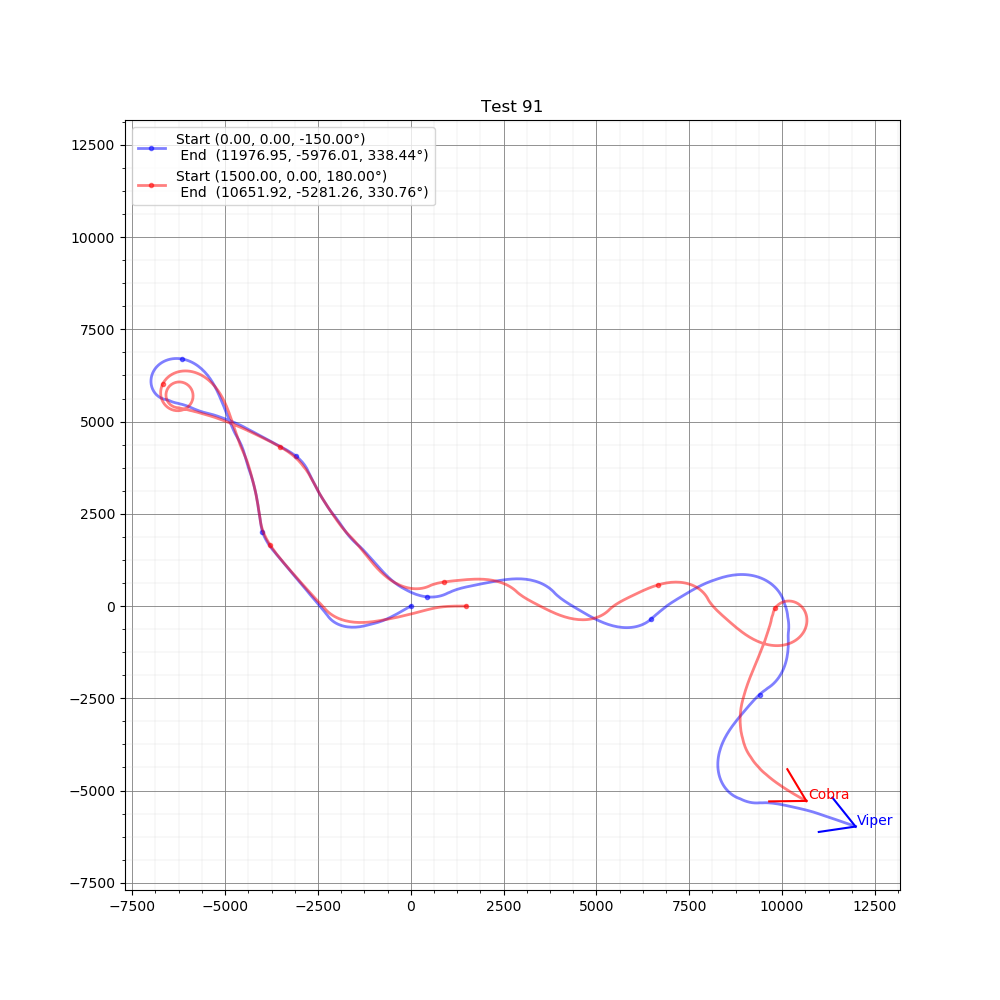 Test 91
Start (0.00, 0.00, -150.00°)
End  (11976.95, -5976.01, 338.44°)
Start (1500.00, 0.00, 180.00°)
End  (10651.92, -5281.26, 330.76°)
12500
10000
7500
5000
2500
0
−2500
−5000
−7500
Cobra
Viper
−7500 −5000 −2500 0 2500 5000 7500 10000 12500